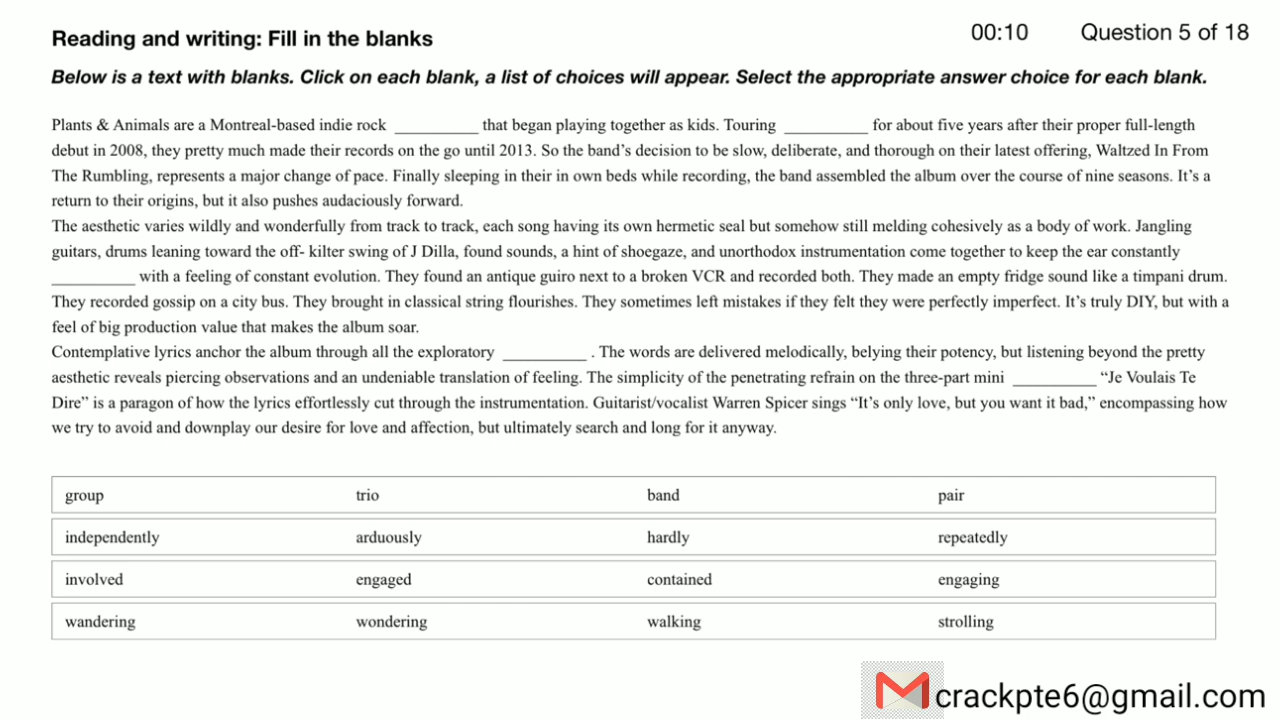 Reading and writing: Fill in the blanks
00:10 Question 5 of 18
Below is a text with blanks. Click on each blank, a list of choices will appear. Select the appropriate answer choice for each blank.
Plants & Animals are a Montreal-based indie rock __________ that began playing together as kids. Touring __________ for about five years after their proper full-length
debut in 2008, they pretty much made their records on the go until 2013. So the band’s decision to be slow, deliberate, and thorough on their latest offering, Waltzed In From
The Rumbling, represents a major change of pace. Finally sleeping in their in own beds while recording, the band assembled the album over the course of nine seasons. It’s a
return to their origins, but it also pushes audaciously forward.
The aesthetic varies wildly and wonderfully from track to track, each song having its own hermetic seal but somehow still melding cohesively as a body of work. Jangling
guitars, drums leaning toward the off- kilter swing of J Dilla, found sounds, a hint of shoegaze, and unorthodox instrumentation come together to keep the ear constantly
__________ with a feeling of constant evolution. They found an antique guiro next to a broken VCR and recorded both. They made an empty fridge sound like a timpani drum.
They recorded gossip on a city bus. They brought in classical string flourishes. They sometimes left mistakes if they felt they were perfectly imperfect. It’s truly DIY, but with a
feel of big production value that makes the album soar.
Contemplative lyrics anchor the album through all the exploratory __________ . The words are delivered melodically, belying their potency, but listening beyond the pretty
aesthetic reveals piercing observations and an undeniable translation of feeling. The simplicity of the penetrating refrain on the three-part mini __________ “Je Voulais Te
Dire” is a paragon of how the lyrics effortlessly cut through the instrumentation. Guitarist/vocalist Warren Spicer sings “It’s only love, but you want it bad,” encompassing how
we try to avoid and downplay our desire for love and affection, but ultimately search and long for it anyway.
group trio band pair
independently arduously hardly repeatedly
involved engaged contained engaging
wandering wondering walking strolling
crackpte6@gmail.com